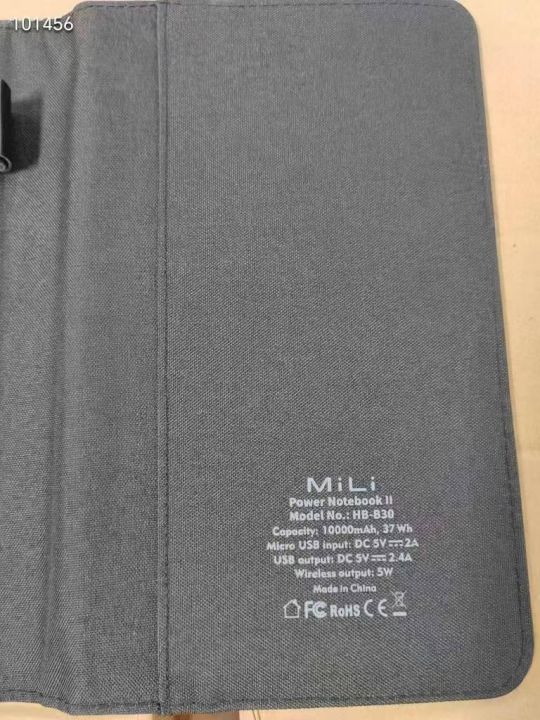 101456
MiLi
Power Notebook II
Model No.: HB-B30
Capacity: 10000mAh, 37 Wh
Micro USB input: DC 5V⎓2A
USB output: DC 5V⎓2.4A
Wireless output: 5W
Made in China
FC RoHS CE